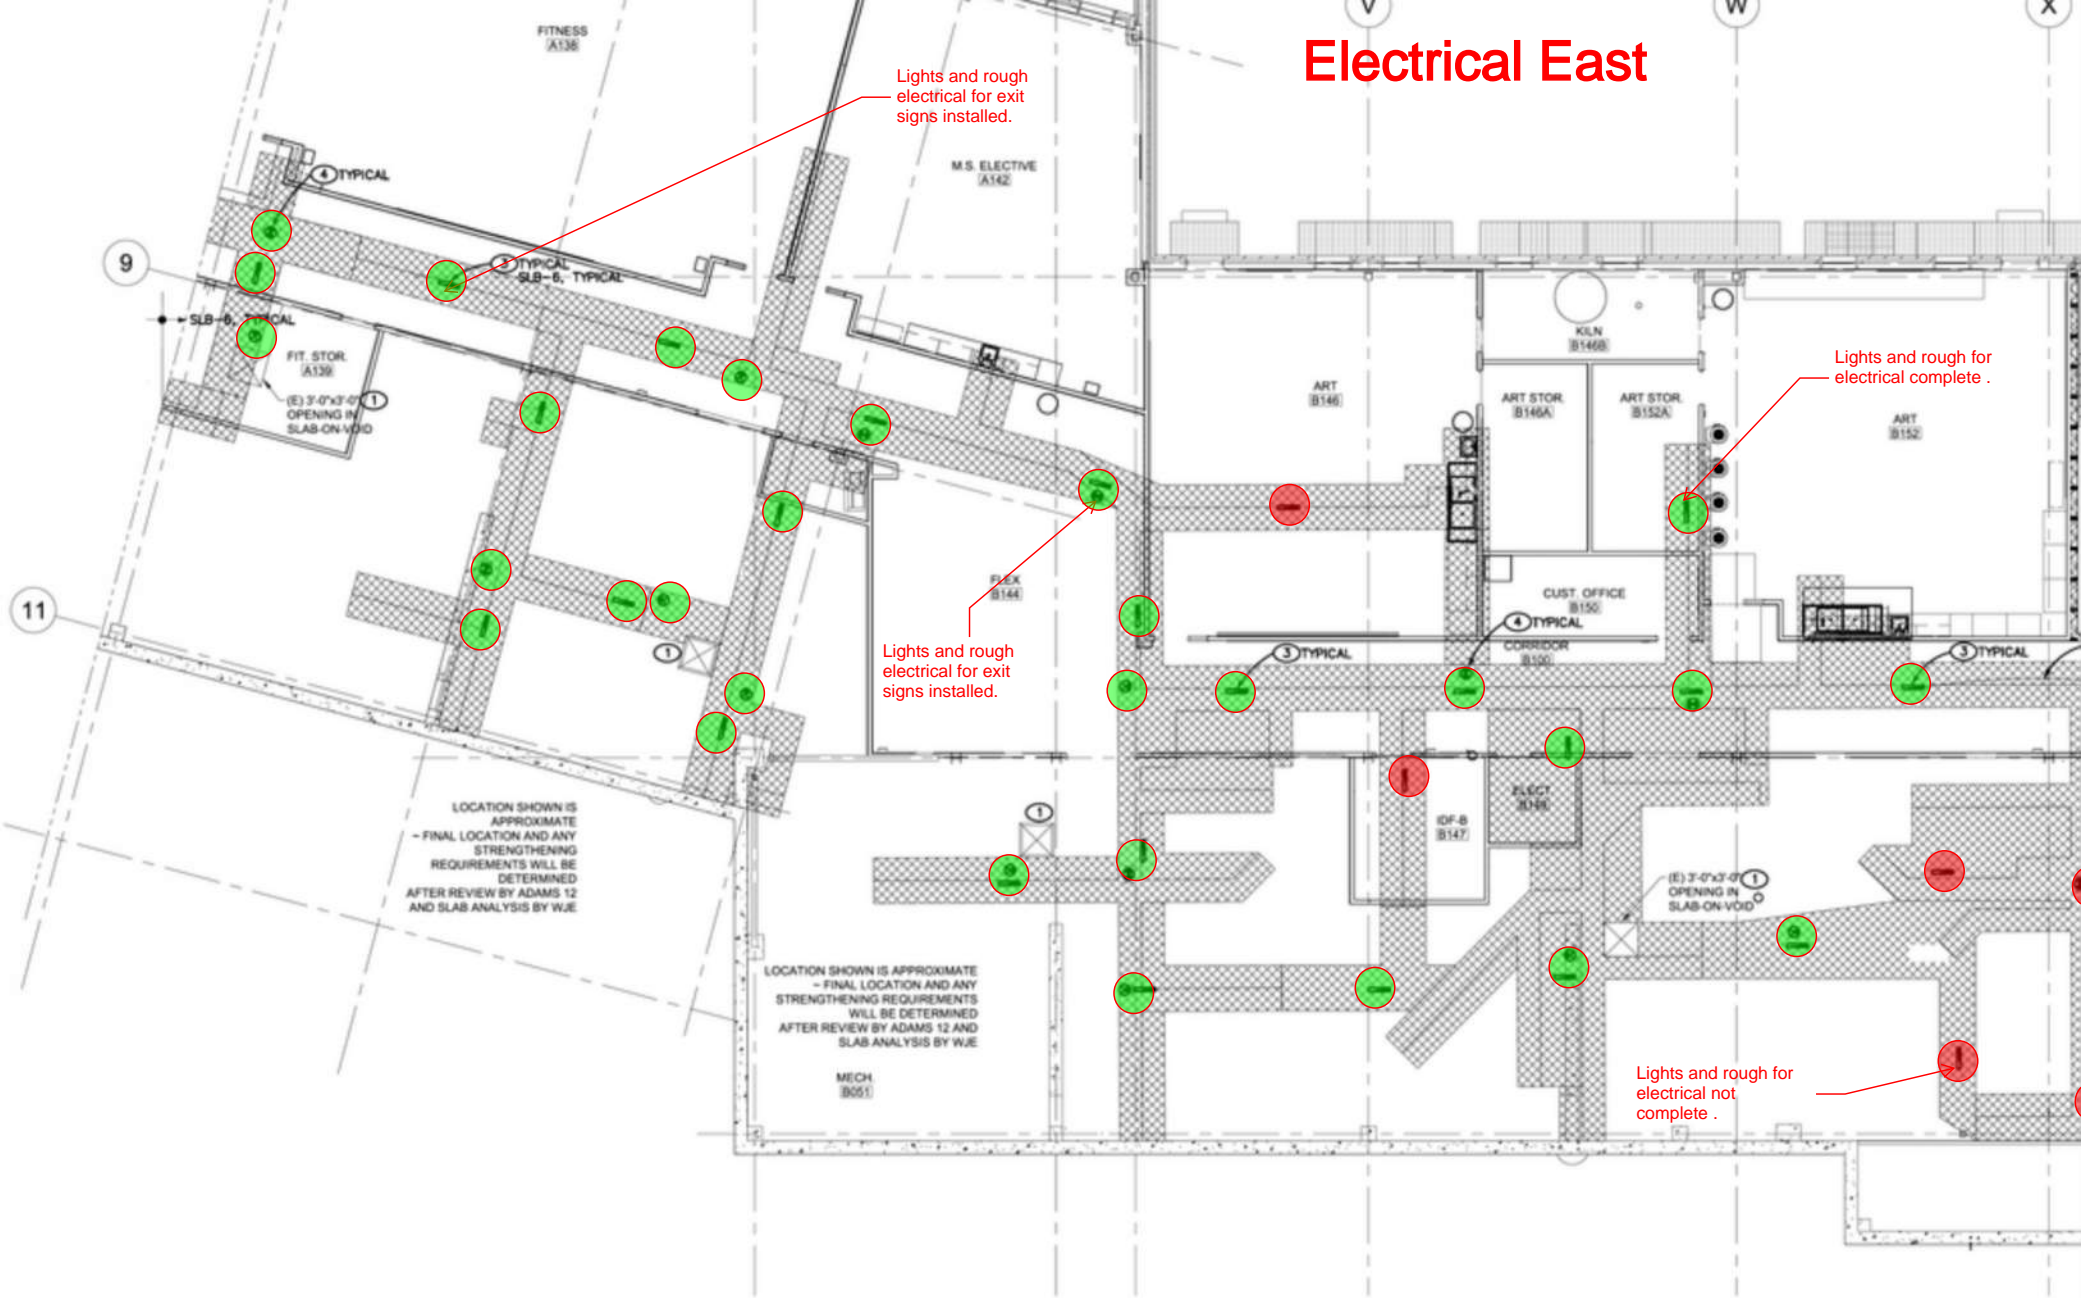 V
W
X
Electrical East
FITNESS
A138
Lights and rough
electrical for exit
signs installed.
M.S. ELECTIVE
A142
4 TYPICAL
9
3 TYPICAL
SLB-6, TYPICAL
SLB-6, TYPICAL
FIT. STOR.
A139
(E) 3'-0"x3'-0" 1
OPENING IN
SLAB-ON-VOID
KILN
B146B
ART
B146
ART STOR.
B146A
ART STOR.
B152A
Lights and rough for
electrical complete .
ART
B152
11
FLEX
B144
CUST. OFFICE
B150
4 TYPICAL
CORRIDOR
B100
1
Lights and rough
electrical for exit
signs installed.
3 TYPICAL
3 TYPICAL
LOCATION SHOWN IS
APPROXIMATE
- FINAL LOCATION AND ANY
STRENGTHENING
REQUIREMENTS WILL BE
DETERMINED
AFTER REVIEW BY ADAMS 12
AND SLAB ANALYSIS BY WJE
1
ELECT
B149
IDF-B
B147
(E) 3'-0"x3'-0" 1
OPENING IN
SLAB-ON-VOID
LOCATION SHOWN IS APPROXIMATE
- FINAL LOCATION AND ANY
STRENGTHENING REQUIREMENTS
WILL BE DETERMINED
AFTER REVIEW BY ADAMS 12 AND
SLAB ANALYSIS BY WJE
MECH.
B051
Lights and rough for
electrical not
complete .